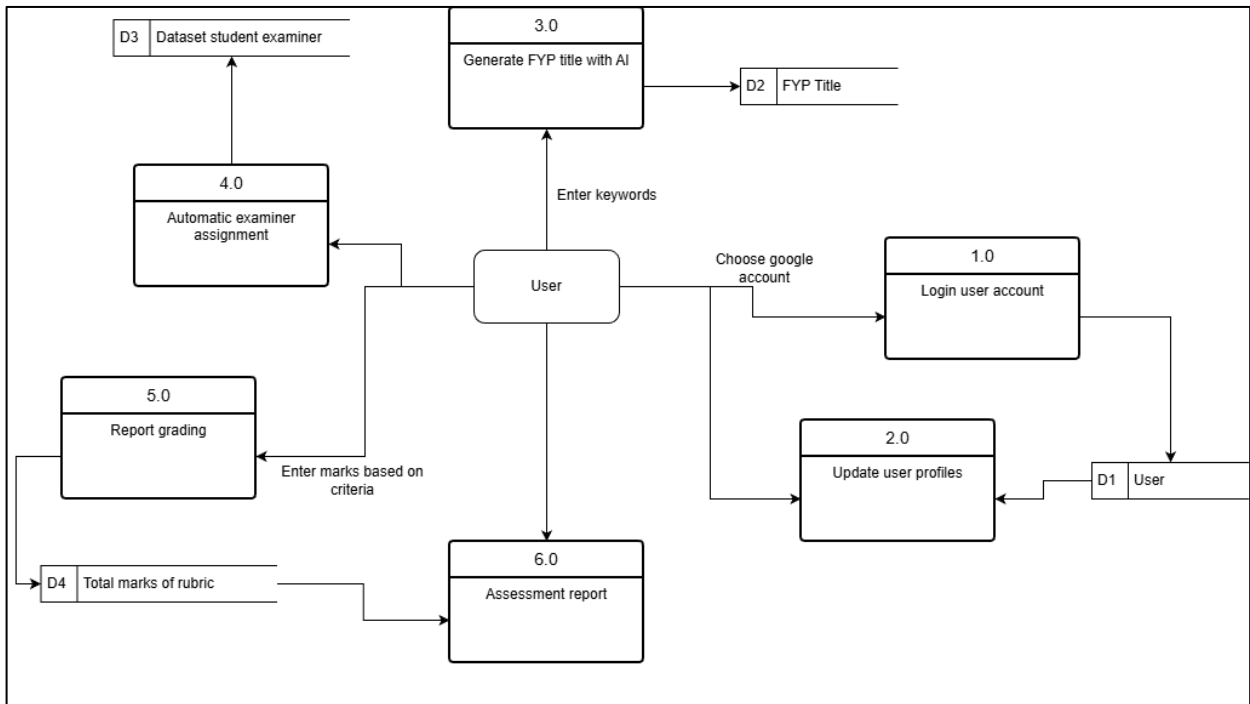 D3 Dataset student examiner
3.0
Generate FYP title with AI
D2 FYP Title
4.0
Automatic examiner
assignment
Enter keywords
User
Choose google
account
1.0
Login user account
5.0
Report grading
Enter marks based on
criteria
2.0
Update user profiles
D1 User
D4 Total marks of rubric
6.0
Assessment report